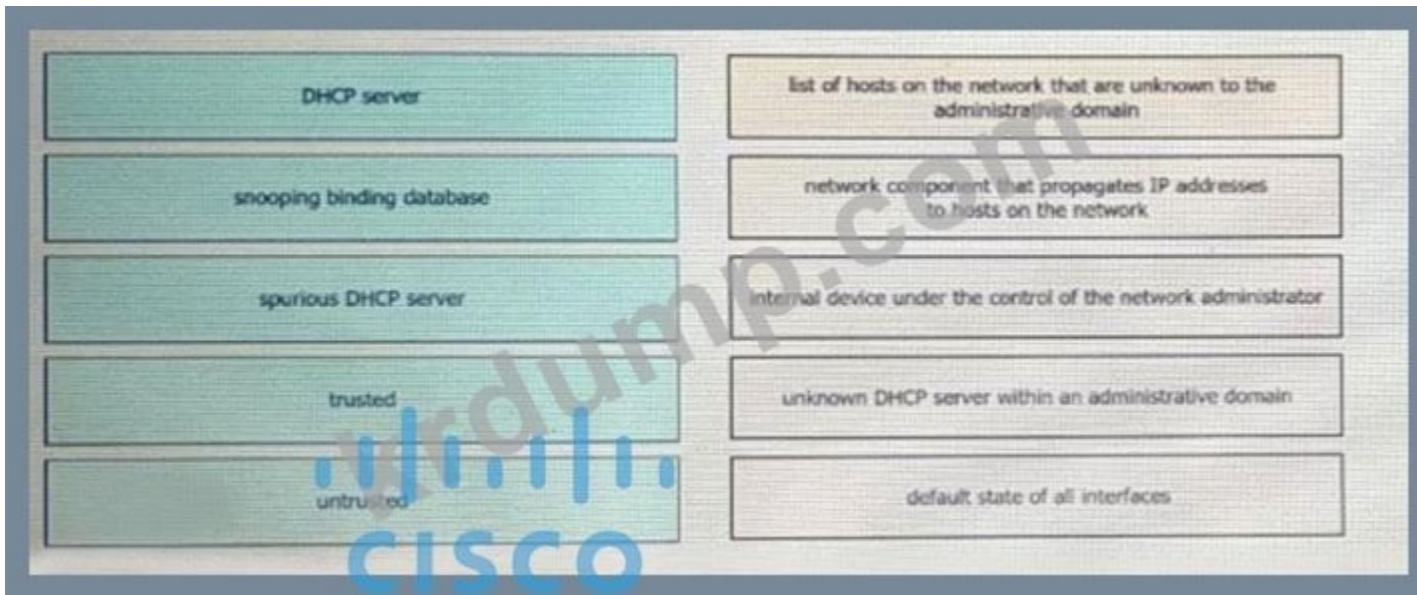 DHCP server
list of hosts on the network that are unknown to the
administrative domain
snooping binding database
network component that propagates IP addresses
to hosts on the network
spurious DHCP server
internal device under the control of the network administrator
trusted
unknown DHCP server within an administrative domain
untrusted
default state of all interfaces
krdump.com
CISCO